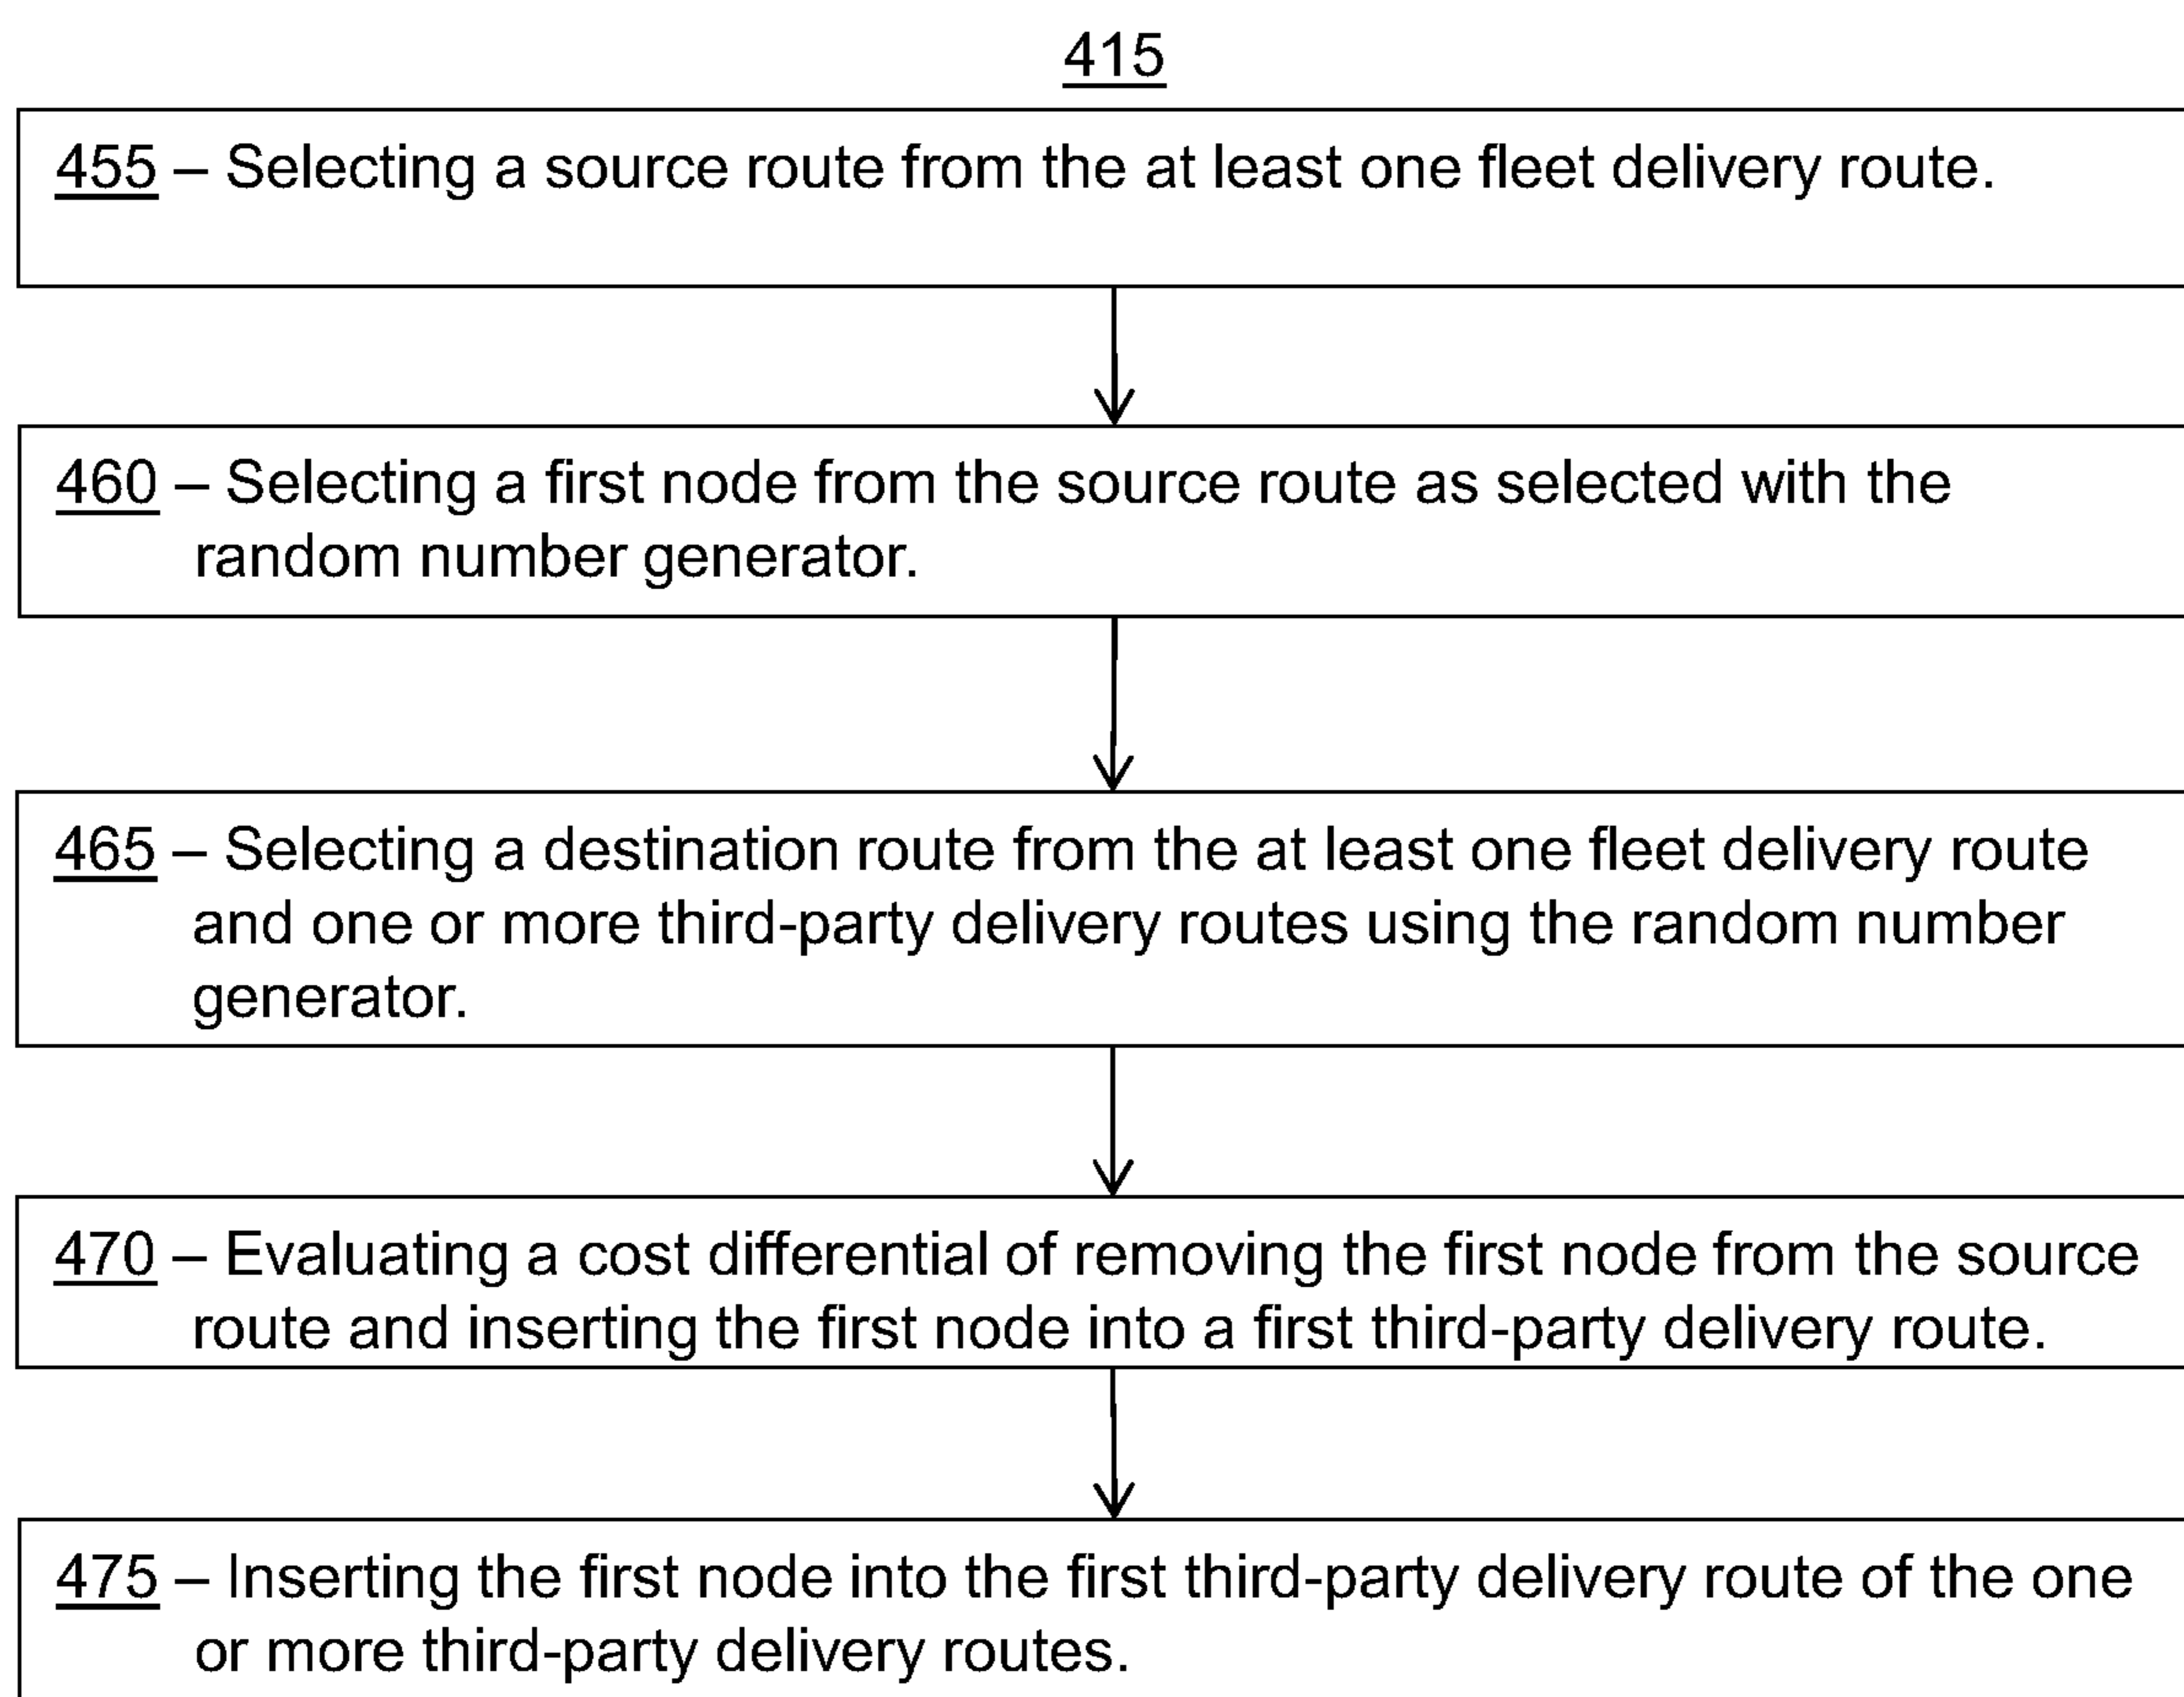 415
455 – Selecting a source route from the at least one fleet delivery route.
460 – Selecting a first node from the source route as selected with the
random number generator.
465 – Selecting a destination route from the at least one fleet delivery route
and one or more third-party delivery routes using the random number
generator.
470 – Evaluating a cost differential of removing the first node from the source
route and inserting the first node into a first third-party delivery route.
475 – Inserting the first node into the first third-party delivery route of the one
or more third-party delivery routes.